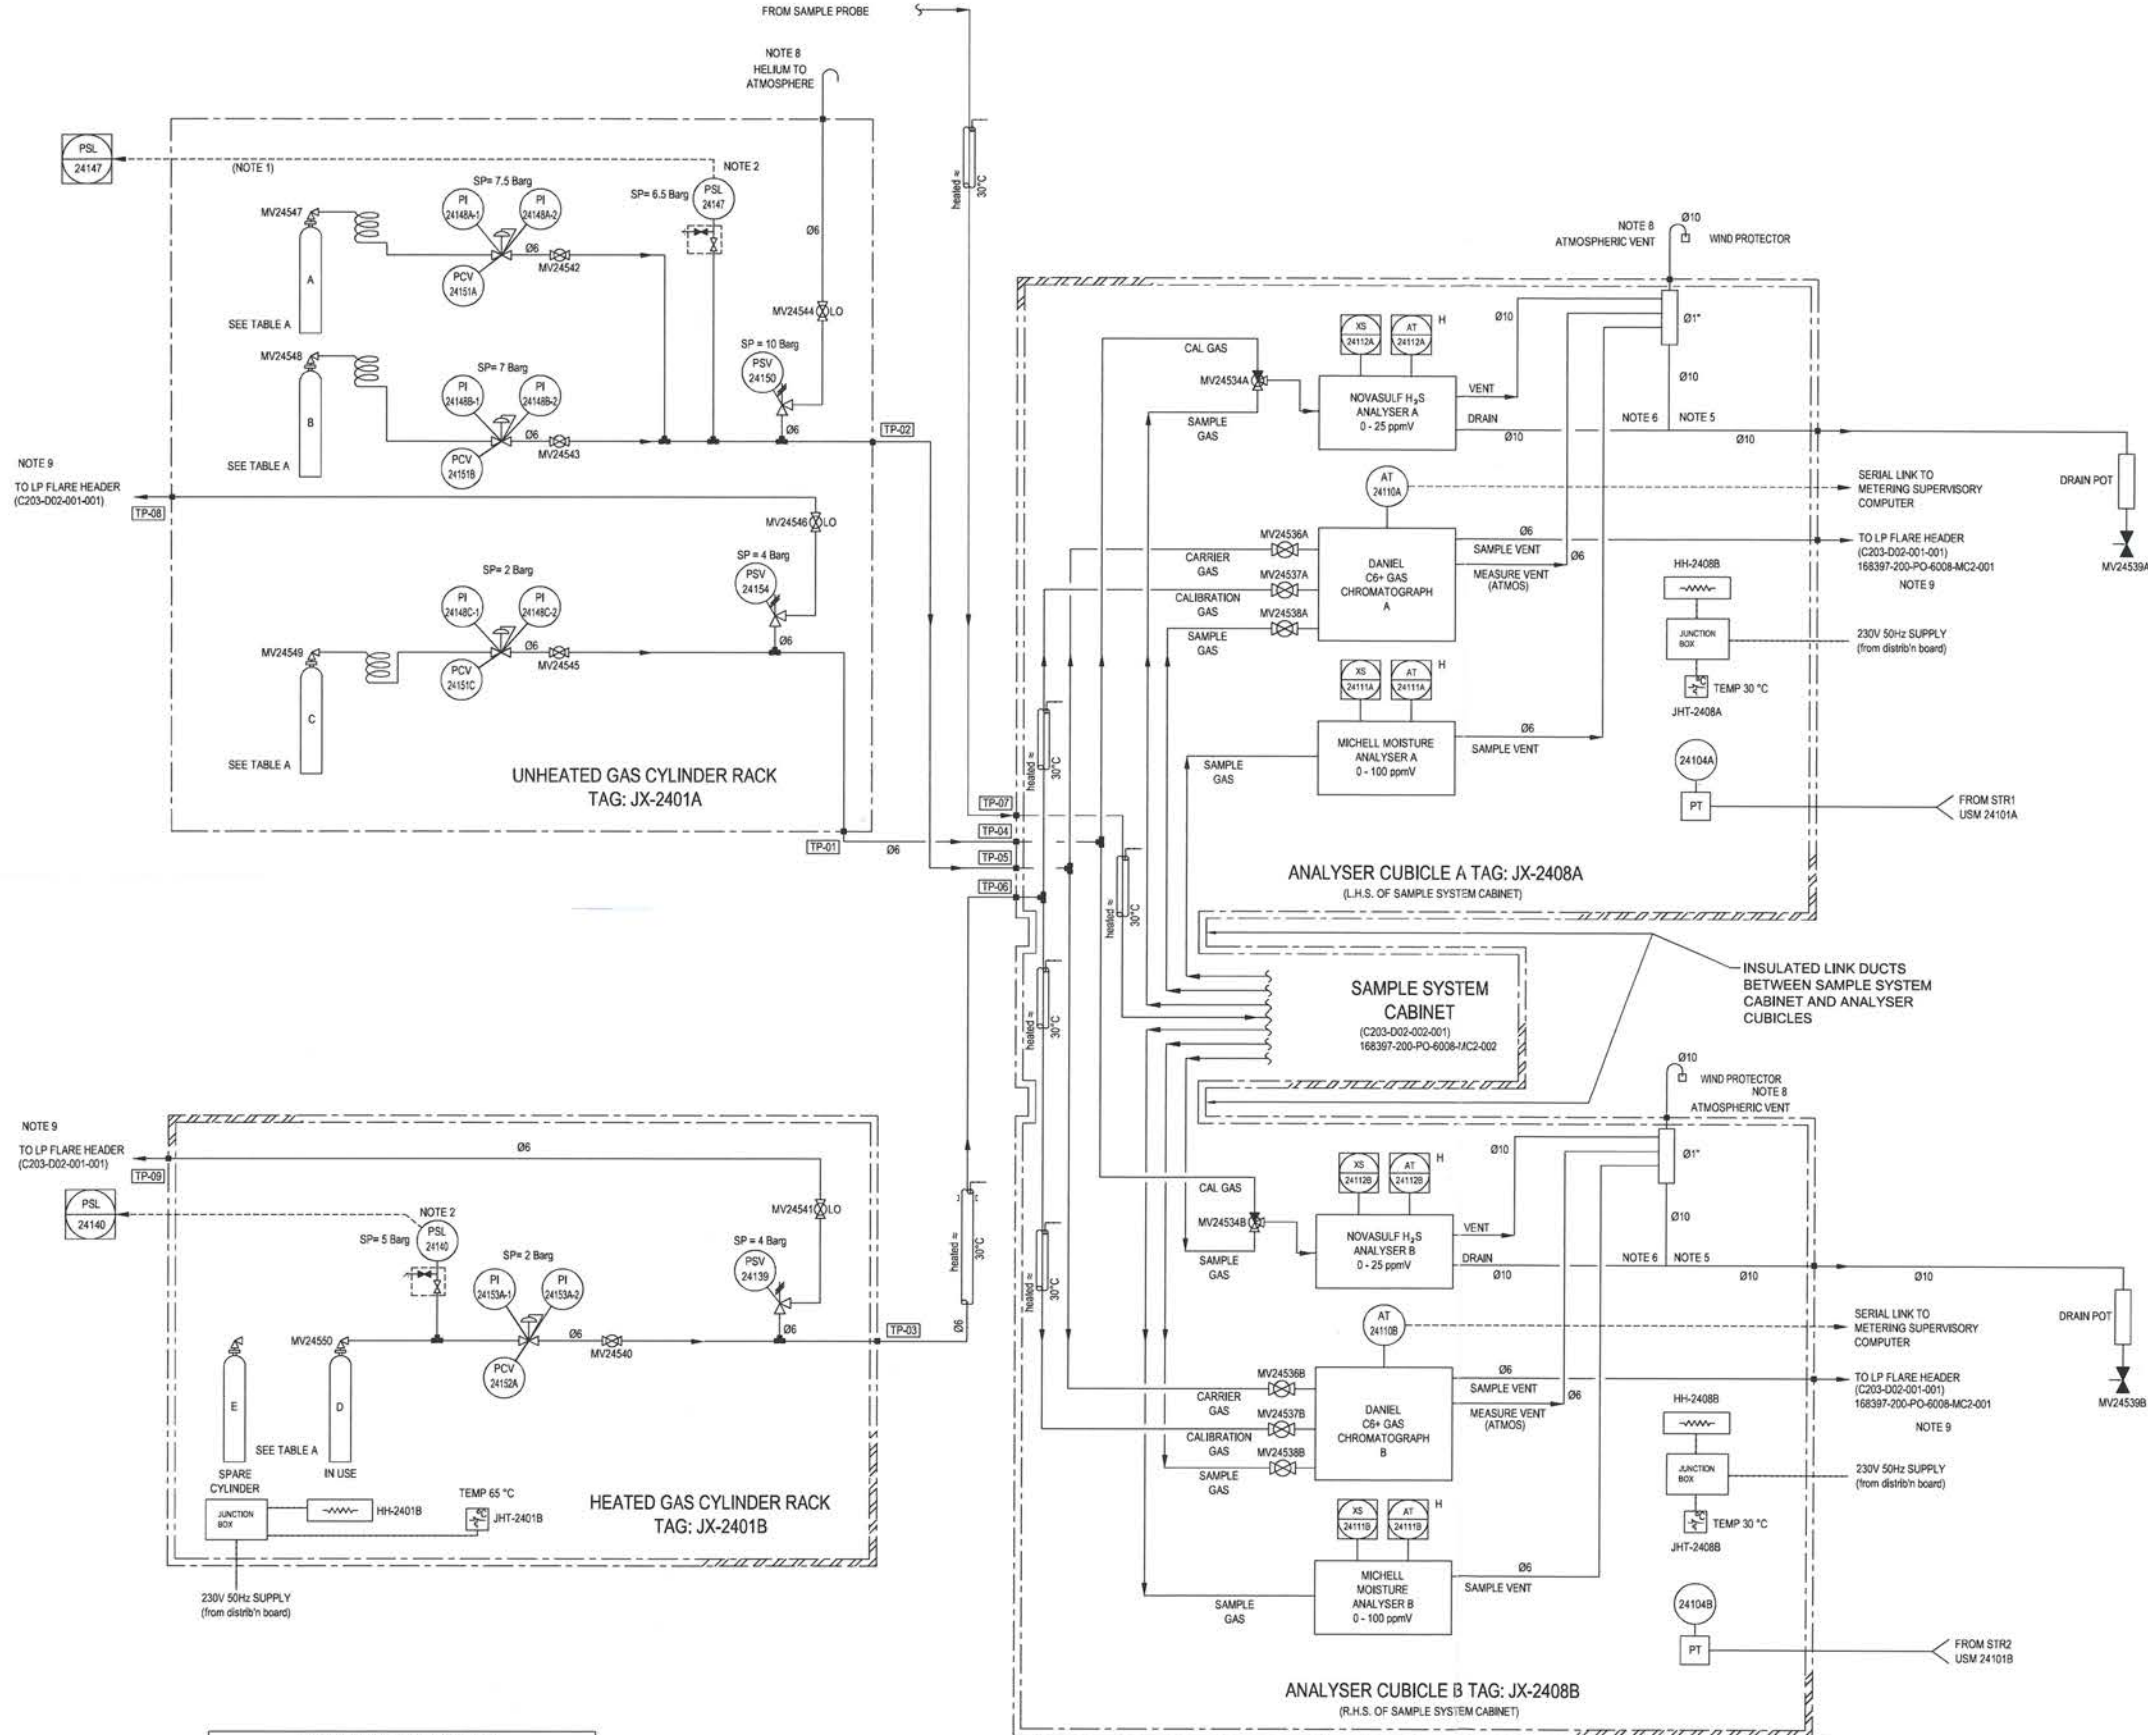 FROM SAMPLE PROBE
NOTE 8
HELIUM TO
ATMOSPHERE
PSL
24147
(NOTE 1)
NOTE 2
PSL
24147
SP= 6.5 Barg
SP= 7.5 Barg
PI
24148A-1
PI
24148A-2
MV24547
Ø6
MV24542
PCV
24151A
A
SEE TABLE A
MV24548
SP= 7 Barg
PI
24148B-1
PI
24148B-2
Ø6
MV24543
PCV
24151B
B
SEE TABLE A
Ø6
MV24544
LO
SP = 10 Barg
PSV
24150
Ø6
TP-02
NOTE 9
TO LP FLARE HEADER
(C203-D02-001-001)
TP-08
MV24546
LO
SP = 4 Barg
PSV
24154
Ø6
SP= 2 Barg
PI
24148C-1
PI
24148C-2
MV24549
Ø6
MV24545
PCV
24151C
C
SEE TABLE A
UNHEATED GAS CYLINDER RACK
TAG: JX-2401A
TP-01
Ø6
heated ≈
30°C
TP-07
TP-04
TP-05
TP-06
heated ≈
30°C
heated ≈
30°C
heated ≈
30°C
heated ≈
30°C
heated ≈
30°C
Ø6
NOTE 8
ATMOSPHERIC VENT
Ø10
WIND PROTECTOR
XS
24112A
AT
24112A
H
CAL GAS
MV24534A
SAMPLE
GAS
NOVASULF H₂S
ANALYSER A
0 - 25 ppmV
VENT
DRAIN
Ø10
Ø10
Ø1"
Ø10
NOTE 6
NOTE 5
Ø10
DRAIN POT
MV24539A
AT
24110A
SERIAL LINK TO
METERING SUPERVISORY
COMPUTER
MV24536A
CARRIER
GAS
MV24537A
CALIBRATION
GAS
MV24538A
SAMPLE
GAS
DANIEL
C6+ GAS
CHROMATOGRAPH
A
Ø6
SAMPLE VENT
MEASURE VENT
(ATMOS)
Ø6
TO LP FLARE HEADER
(C203-D02-001-001)
168397-200-PO-6008-MC2-001
NOTE 9
HH-2408B
JUNCTION
BOX
230V 50Hz SUPPLY
(from distrib'n board)
°C
TEMP 30 °C
JHT-2408A
XS
24111A
AT
24111A
H
MICHELL MOISTURE
ANALYSER A
0 - 100 ppmV
SAMPLE
GAS
Ø6
SAMPLE VENT
24104A
PT
FROM STR1
USM 24101A
ANALYSER CUBICLE A TAG: JX-2408A
(L.H.S. OF SAMPLE SYSTEM CABINET)
SAMPLE SYSTEM
CABINET
(C203-D02-002-001)
168397-200-PO-6008-MC2-002
INSULATED LINK DUCTS
BETWEEN SAMPLE SYSTEM
CABINET AND ANALYSER
CUBICLES
NOTE 9
TO LP FLARE HEADER
(C203-D02-001-001)
TP-09
Ø6
PSL
24140
NOTE 2
PSL
24140
SP= 5 Barg
SP= 2 Barg
PI
24153A-1
PI
24153A-2
MV24541
LO
SP = 4 Barg
PSV
24139
Ø6
TP-03
MV24550
Ø6
MV24540
PCV
24152A
E
D
SEE TABLE A
SPARE
CYLINDER
IN USE
JUNCTION
BOX
HH-2401B
TEMP 65 °C
°C
JHT-2401B
HEATED GAS CYLINDER RACK
TAG: JX-2401B
230V 50Hz SUPPLY
(from distrib'n board)
Ø10
WIND PROTECTOR
NOTE 8
ATMOSPHERIC VENT
XS
24112B
AT
24112B
H
CAL GAS
MV24534B
SAMPLE
GAS
NOVASULF H₂S
ANALYSER B
0 - 25 ppmV
VENT
DRAIN
Ø10
Ø10
Ø1"
Ø10
NOTE 6
NOTE 5
Ø10
Ø10
DRAIN POT
MV24539B
AT
24110B
SERIAL LINK TO
METERING SUPERVISORY
COMPUTER
MV24536B
CARRIER
GAS
MV24537B
CALIBRATION
GAS
MV24538B
SAMPLE
GAS
DANIEL
C6+ GAS
CHROMATOGRAPH
B
Ø6
SAMPLE VENT
MEASURE VENT
(ATMOS)
Ø6
TO LP FLARE HEADER
(C203-D02-001-001)
168397-200-PO-6008-MC2-001
NOTE 9
HH-2408B
JUNCTION
BOX
230V 50Hz SUPPLY
(from distrib'n board)
°C
TEMP 30 °C
JHT-2408B
XS
24111B
AT
24111B
H
MICHELL
MOISTURE
ANALYSER B
0 - 100 ppmV
SAMPLE
GAS
Ø6
SAMPLE VENT
24104B
PT
FROM STR2
USM 24101B
ANALYSER CUBICLE B TAG: JX-2408B
(R.H.S. OF SAMPLE SYSTEM CABINET)